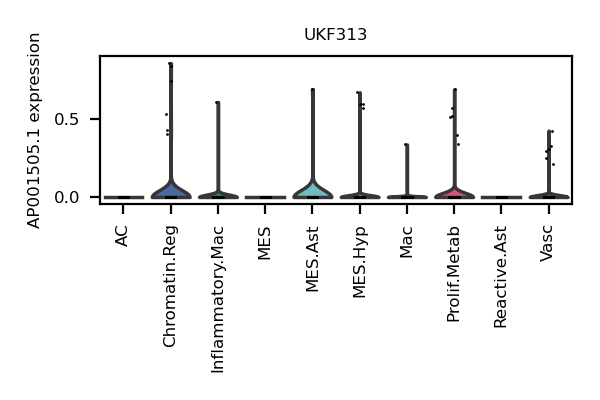 UKF313
AP001505.1 expression
0.5
0.0
AC
Chromatin.Reg
Inflammatory.Mac
MES
MES.Ast
MES.Hyp
Mac
Prolif.Metab
Reactive.Ast
Vasc